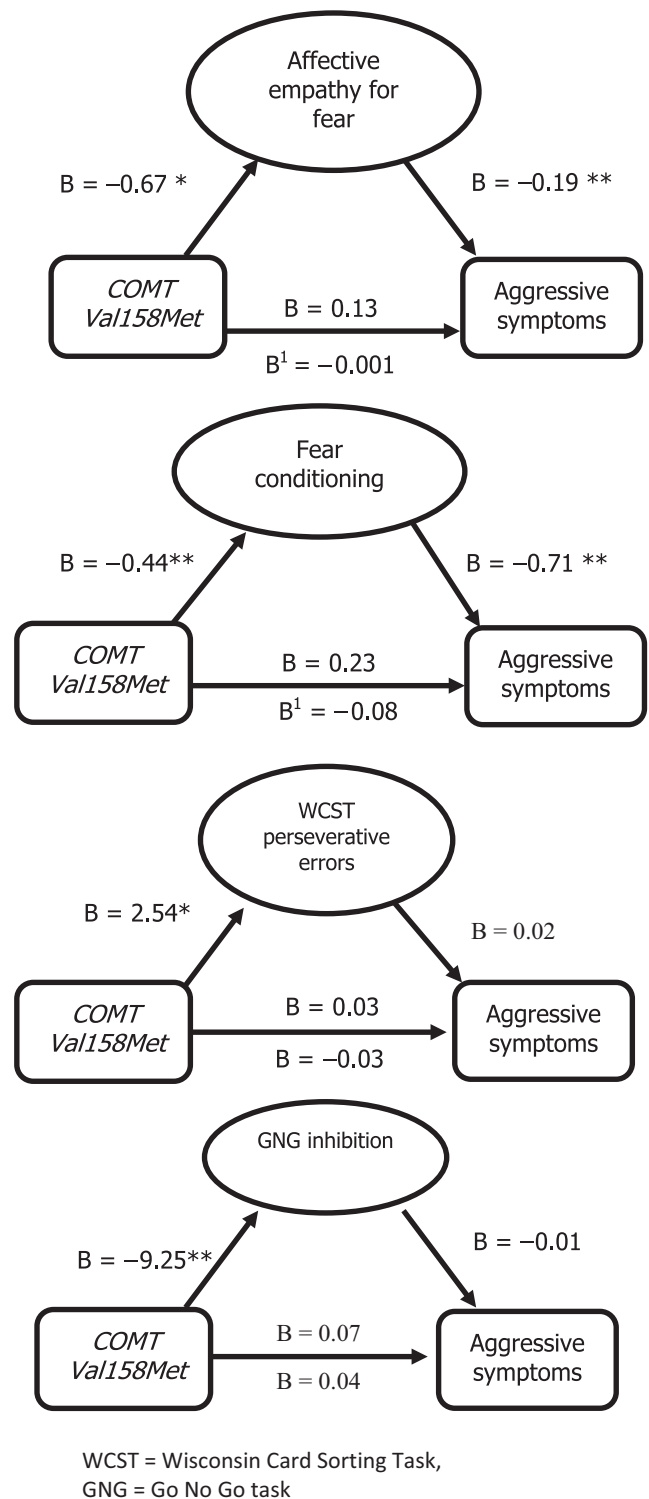 Affective
empathy for
fear
B = –0.67 *
B = –0.19 **
COMT
Val158Met
B = 0.13
B¹ = –0.001
Aggressive
symptoms
Fear
conditioning
B = –0.44**
B = –0.71 **
COMT
Val158Met
B = 0.23
B¹ = –0.08
Aggressive
symptoms
WCST
perseverative
errors
B = 2.54*
B = 0.02
COMT
Val158Met
B = 0.03
B = –0.03
Aggressive
symptoms
GNG inhibition
B = –9.25**
B = –0.01
COMT
Val158Met
B = 0.07
B = 0.04
Aggressive
symptoms
WCST = Wisconsin Card Sorting Task,
GNG = Go No Go task